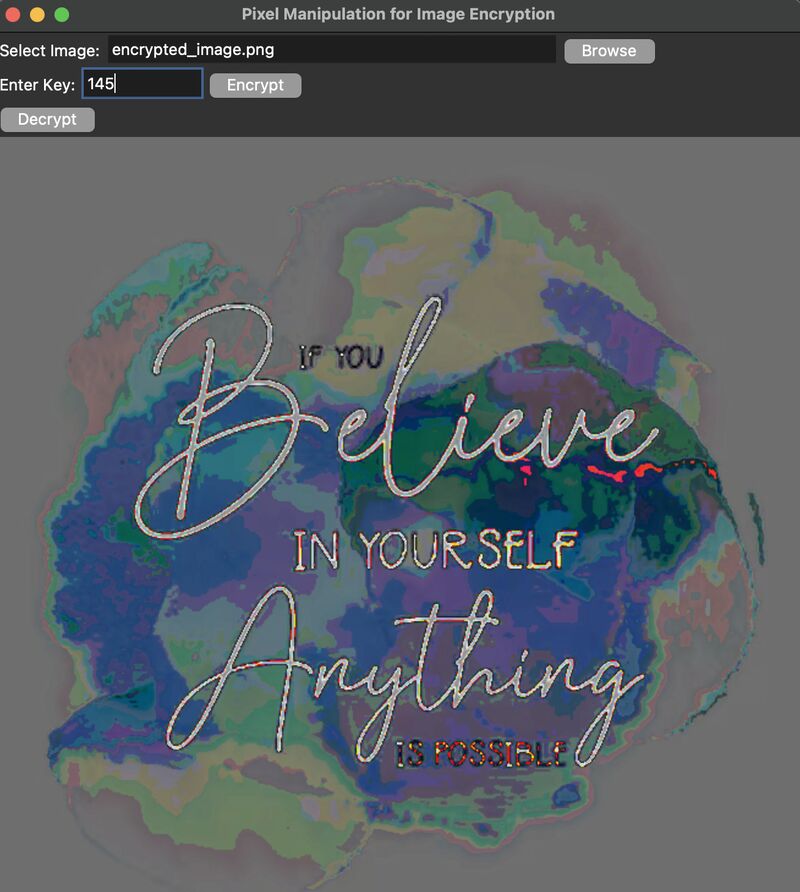 Pixel Manipulation for Image Encryption
Select Image: encrypted_image.png Browse
Enter Key: 145 Encrypt
Decrypt
IF YOU
Believe
IN YOURSELF
Anything
IS POSSIBLE